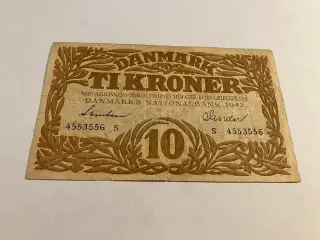 DANMARK
TI KRONER
DANMARKS NATIONALBANK 1942
4553556 S
S 4553556
10